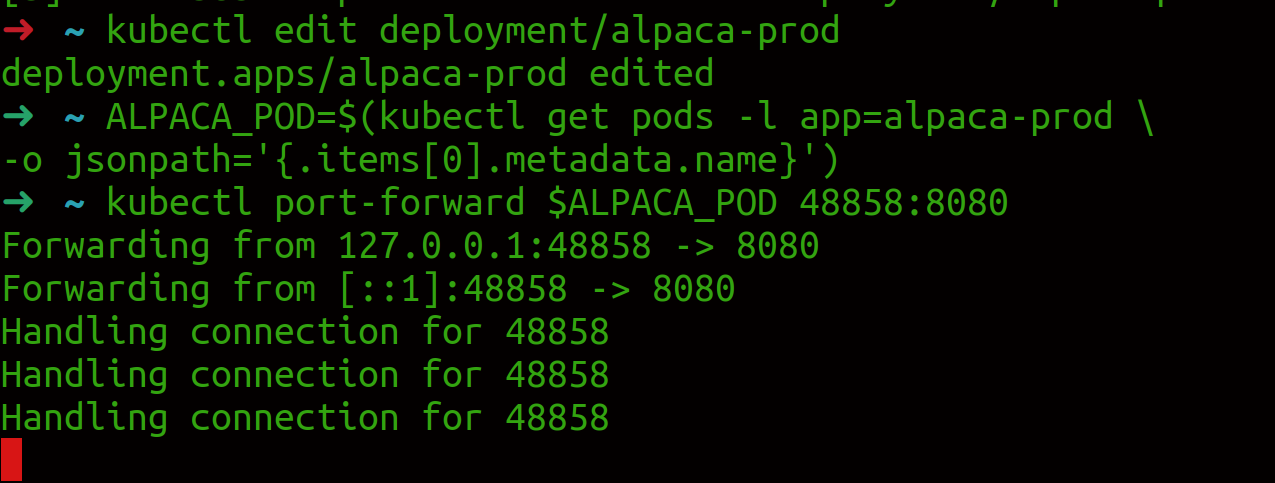 ➜ ~ kubectl edit deployment/alpaca-prod
deployment.apps/alpaca-prod edited
➜ ~ ALPACA_POD=$(kubectl get pods -l app=alpaca-prod \
-o jsonpath='{.items[0].metadata.name}')
➜ ~ kubectl port-forward $ALPACA_POD 48858:8080
Forwarding from 127.0.0.1:48858 -> 8080
Forwarding from [::1]:48858 -> 8080
Handling connection for 48858
Handling connection for 48858
Handling connection for 48858